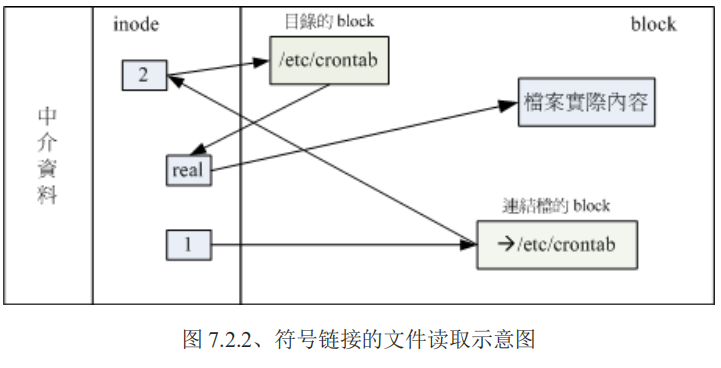 中介資料
inode
block
目錄的 block
/etc/crontab
2
檔案實際內容
real
連結檔的 block
1
→/etc/crontab
图 7.2.2、符号链接的文件读取示意图